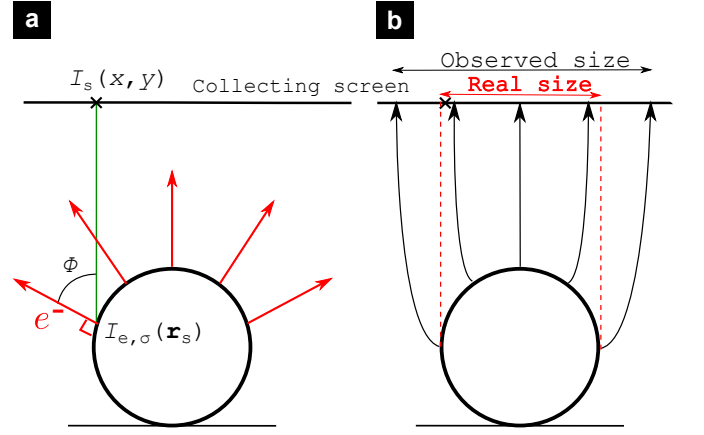 a
b
Observed size
I_s(x,y)
Collecting screen
Real size
Φ
e-
I_e,σ(r_s)